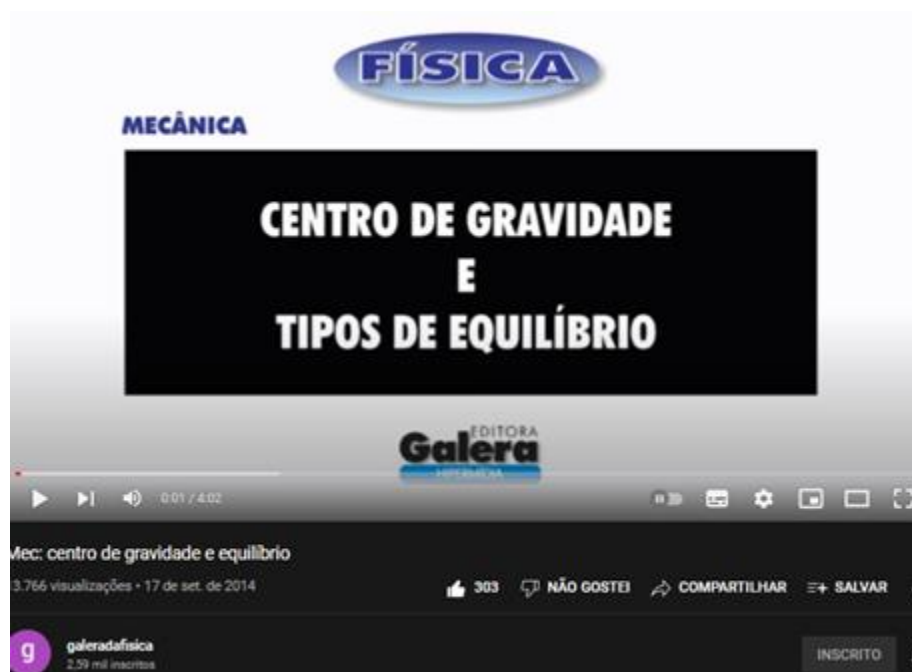 FÍSICA
MECÂNICA
CENTRO DE GRAVIDADE
E
TIPOS DE EQUILÍBRIO
EDITORA
Galera
HIPERMÍDIA
0:01 / 4:02
Mec: centro de gravidade e equilíbrio
3.766 visualizações • 17 de set. de 2014
303 NÃO GOSTEI COMPARTILHAR SALVAR
g
galeradafisica
2,59 mil inscritos
INSCRITO